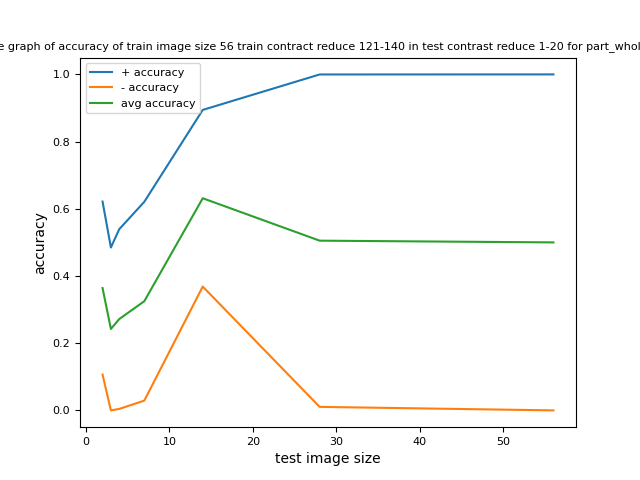 e graph of accuracy of train image size 56 train contract reduce 121-140 in test contrast reduce 1-20 for part_whol
+ accuracy
- accuracy
avg accuracy
1.0
0.8
0.6
0.4
0.2
0.0
accuracy
0 10 20 30 40 50
test image size